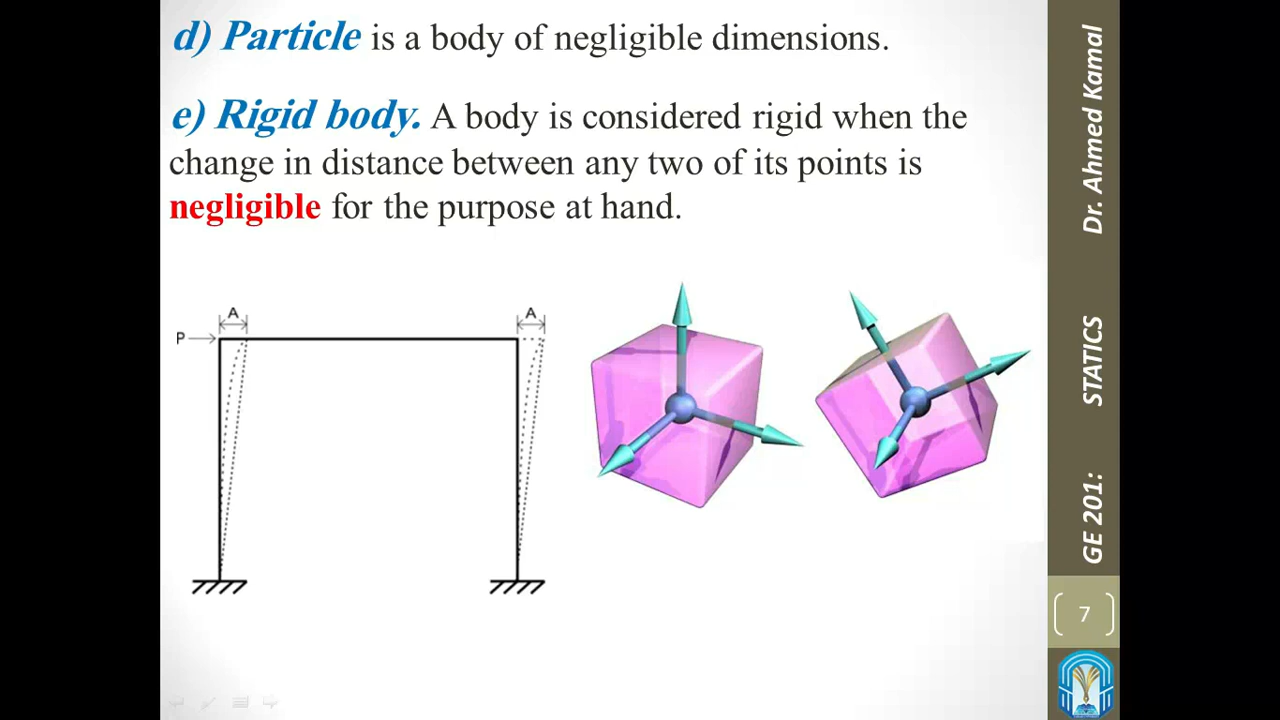 d) Particle is a body of negligible dimensions.
e) Rigid body. A body is considered rigid when the
change in distance between any two of its points is
negligible for the purpose at hand.
A
A
P
GE 201: STATICS Dr. Ahmed Kamal
7